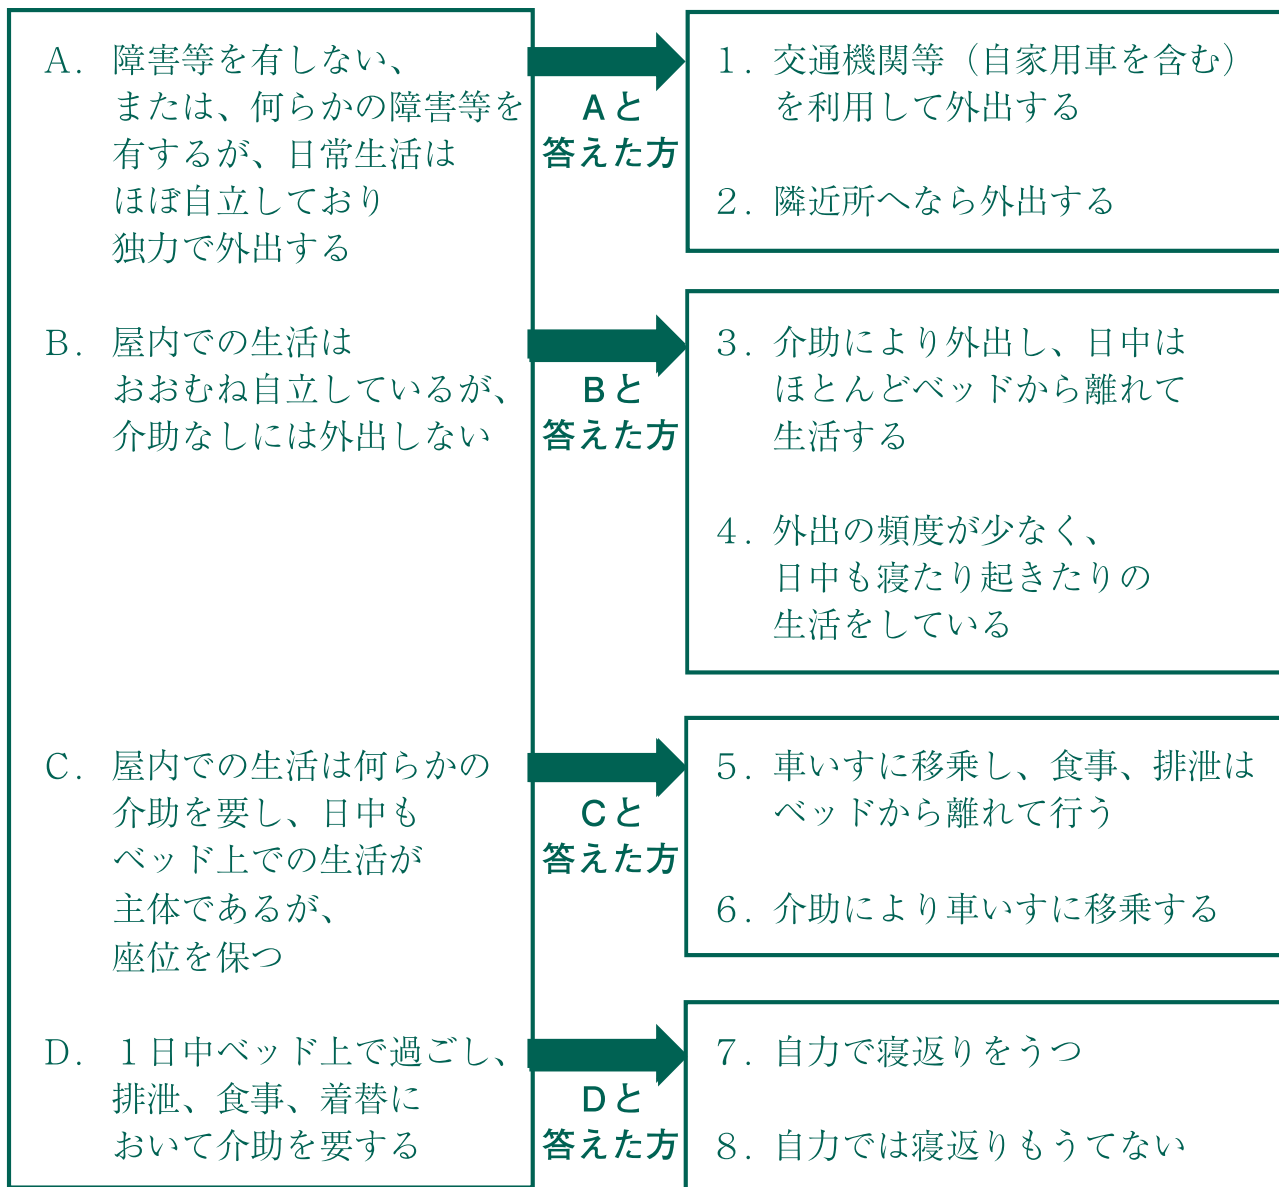 A. 障害等を有しない、
または、何らかの障害等を
有するが、日常生活は
ほぼ自立しており
独力で外出する
Aと
答えた方
1. 交通機関等（自家用車を含む）
を利用して外出する
2. 隣近所へなら外出する
B. 屋内での生活は
おおむね自立しているが、
介助なしには外出しない
Bと
答えた方
3. 介助により外出し、日中は
ほとんどベッドから離れて
生活する
4. 外出の頻度が少なく、
日中も寝たり起きたりの
生活をしている
C. 屋内での生活は何らかの
介助を要し、日中も
ベッド上での生活が
主体であるが、
座位を保つ
Cと
答えた方
5. 車いすに移乗し、食事、排泄は
ベッドから離れて行う
6. 介助により車いすに移乗する
D. 1日中ベッド上で過ごし、
排泄、食事、着替に
おいて介助を要する
Dと
答えた方
7. 自力で寝返りをうつ
8. 自力では寝返りもうてない